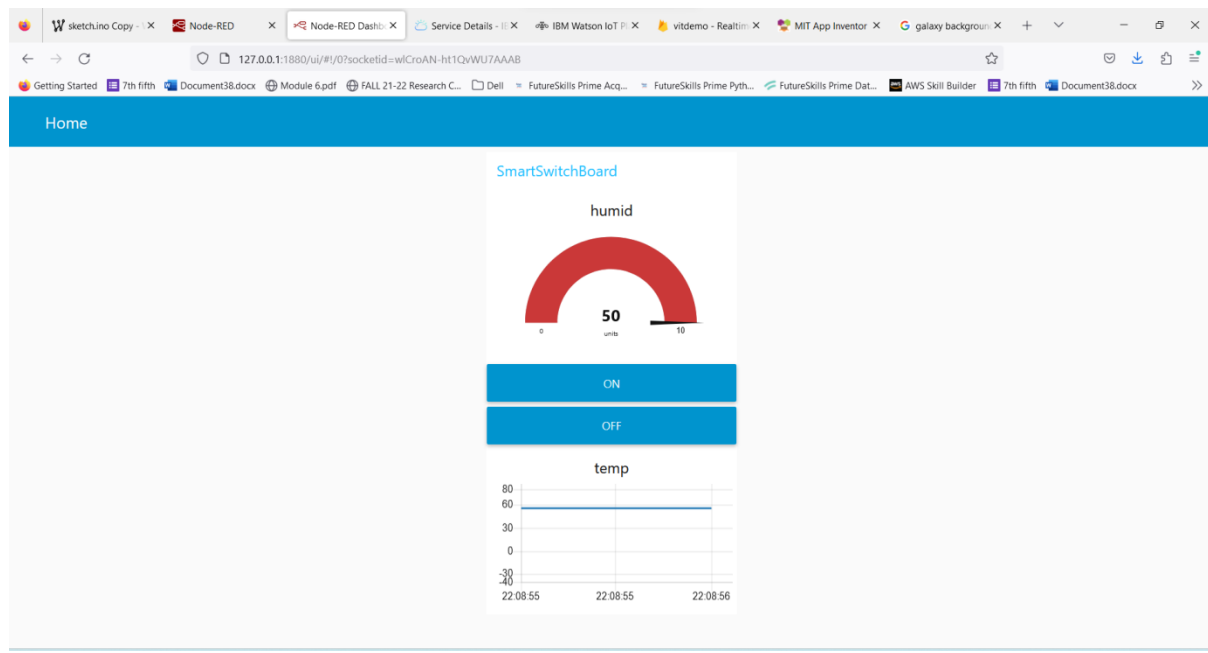 sketch.ino Copy - 
Node-RED
Node-RED Dashb
Service Details - IE
IBM Watson IoT Pl
vitdemo - Realtim
MIT App Inventor
galaxy backgroun
127.0.0.1:1880/ui/#!/0?socketid=wlCroAN-ht1QvWU7AAAB
Getting Started 7th fifth Document38.docx Module 6.pdf FALL 21-22 Research C... Dell FutureSkills Prime Acq... FutureSkills Prime Pyth... FutureSkills Prime Dat... AWS Skill Builder 7th fifth Document38.docx
Home
SmartSwitchBoard
humid
50
0 units 10
ON
OFF
temp
80
60
30
0
-30
-40
22:08:55 22:08:55 22:08:56